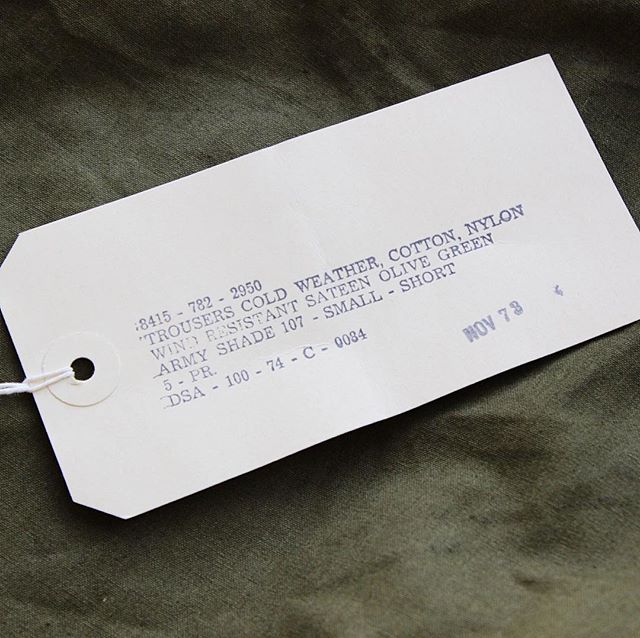 8415 - 782 - 2950
TROUSERS COLD WEATHER, COTTON, NYLON
WIND RESISTANT SATEEN OLIVE GREEN
ARMY SHADE 107 - SMALL - SHORT
5 - PR.
DSA - 100 - 74 - C - 0084
NOV 73